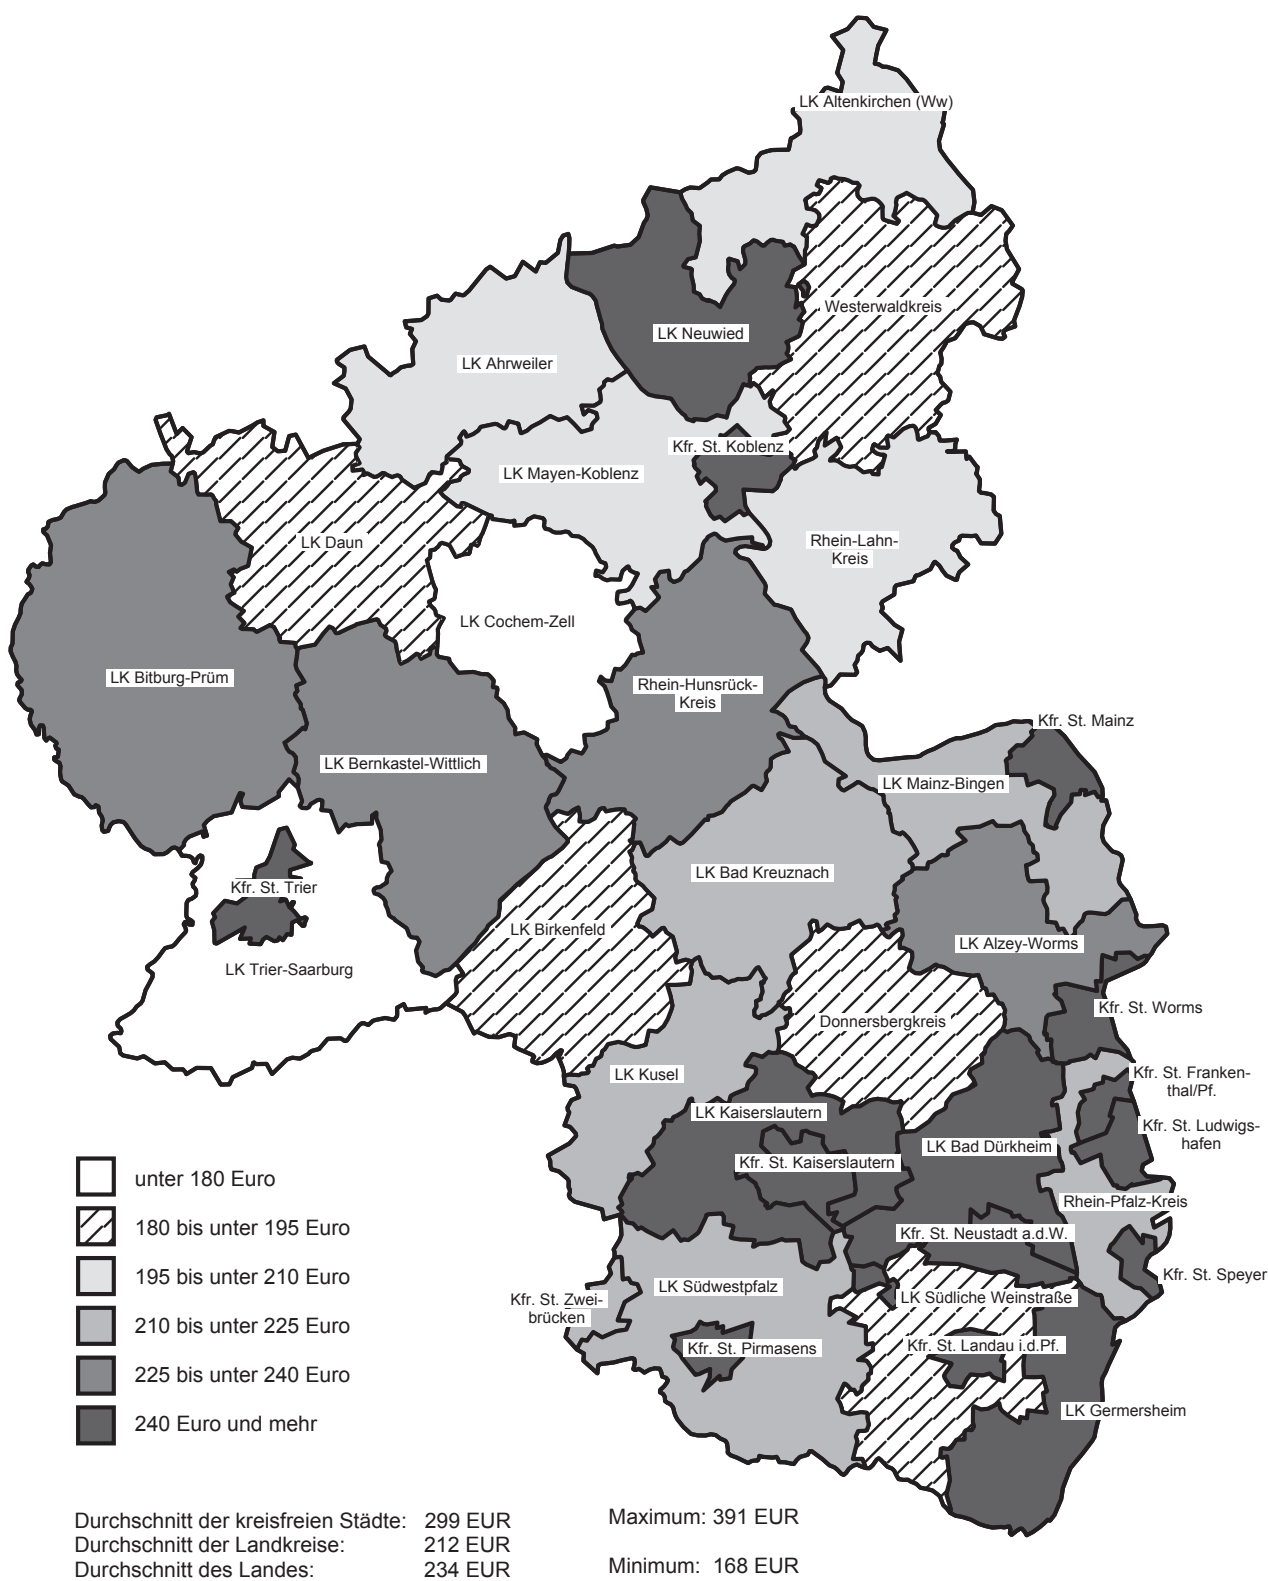 LK Altenkirchen (Ww)
Westerwaldkreis
LK Neuwied
LK Ahrweiler
Kfr. St. Koblenz
LK Mayen-Koblenz
LK Daun
Rhein-Lahn-
Kreis
LK Cochem-Zell
LK Bitburg-Prüm
Rhein-Hunsrück-
Kreis
Kfr. St. Mainz
LK Bernkastel-Wittlich
LK Mainz-Bingen
LK Bad Kreuznach
Kfr. St. Trier
LK Birkenfeld
LK Alzey-Worms
LK Trier-Saarburg
Kfr. St. Worms
Donnersbergkreis
LK Kusel
Kfr. St. Franken-
thal/Pf.
LK Kaiserslautern
Kfr. St. Ludwigs-
hafen
LK Bad Dürkheim
Kfr. St. Kaiserslautern
Rhein-Pfalz-Kreis
Kfr. St. Neustadt a.d.W.
Kfr. St. Speyer
LK Südwestpfalz
LK Südliche Weinstraße
Kfr. St. Zwei-
brücken
Kfr. St. Pirmasens
Kfr. St. Landau i.d.Pf.
LK Germersheim
unter 180 Euro
180 bis unter 195 Euro
195 bis unter 210 Euro
210 bis unter 225 Euro
225 bis unter 240 Euro
240 Euro und mehr
Durchschnitt der kreisfreien Städte: 299 EUR
Durchschnitt der Landkreise: 212 EUR
Durchschnitt des Landes: 234 EUR
Maximum: 391 EUR
Minimum: 168 EUR